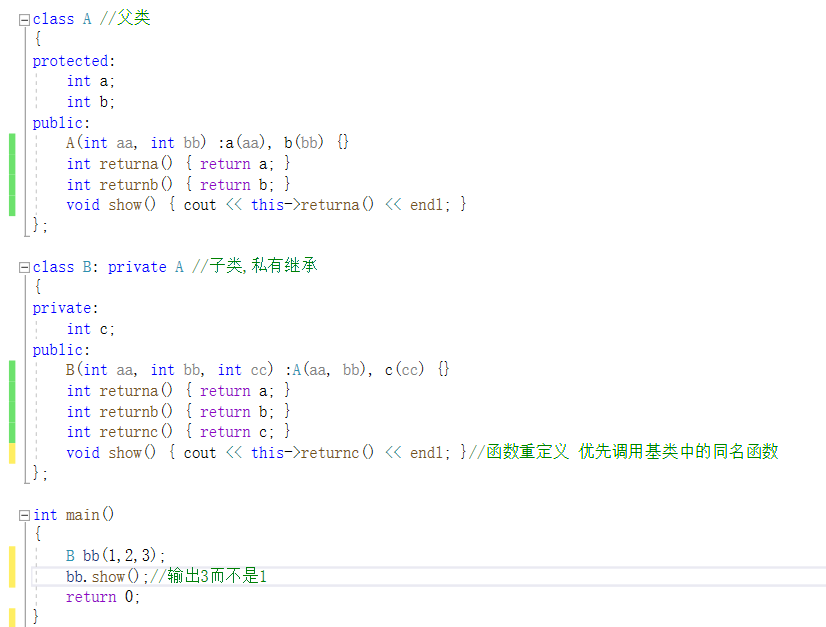 class A //父类
{
protected:
int a;
int b;
public:
A(int aa, int bb) :a(aa), b(bb) {}
int returna() { return a; }
int returnb() { return b; }
void show() { cout << this->returna() << endl; }
};
class B: private A //子类,私有继承
{
private:
int c;
public:
B(int aa, int bb, int cc) :A(aa, bb), c(cc) {}
int returna() { return a; }
int returnb() { return b; }
int returnc() { return c; }
void show() { cout << this->returnc() << endl; }//函数重定义 优先调用基类中的同名函数
};
int main()
{
B bb(1,2,3);
bb.show();//输出3而不是1
return 0;
}